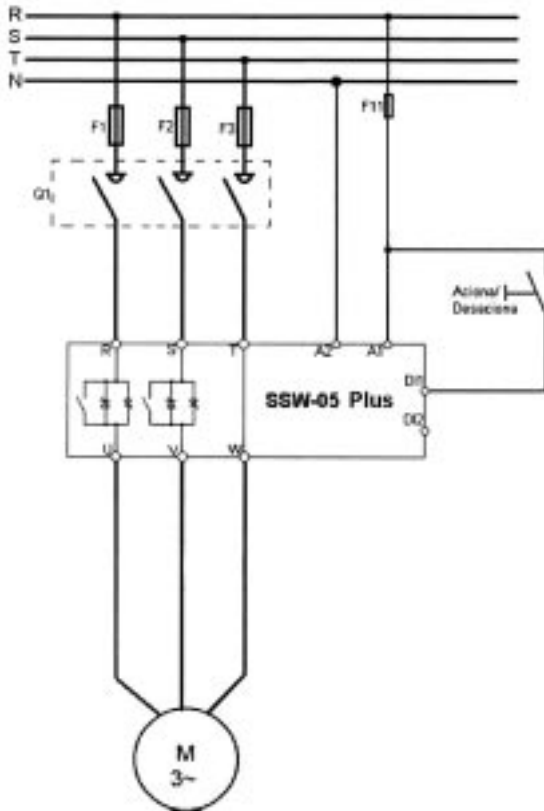 R
S
T
N
F1
F2
F3
F11
Q1
Aciona/
Desaciona
R
S
T
A2
A1
SSW-05 Plus
DI1
DI2
U
V
W
M
3~